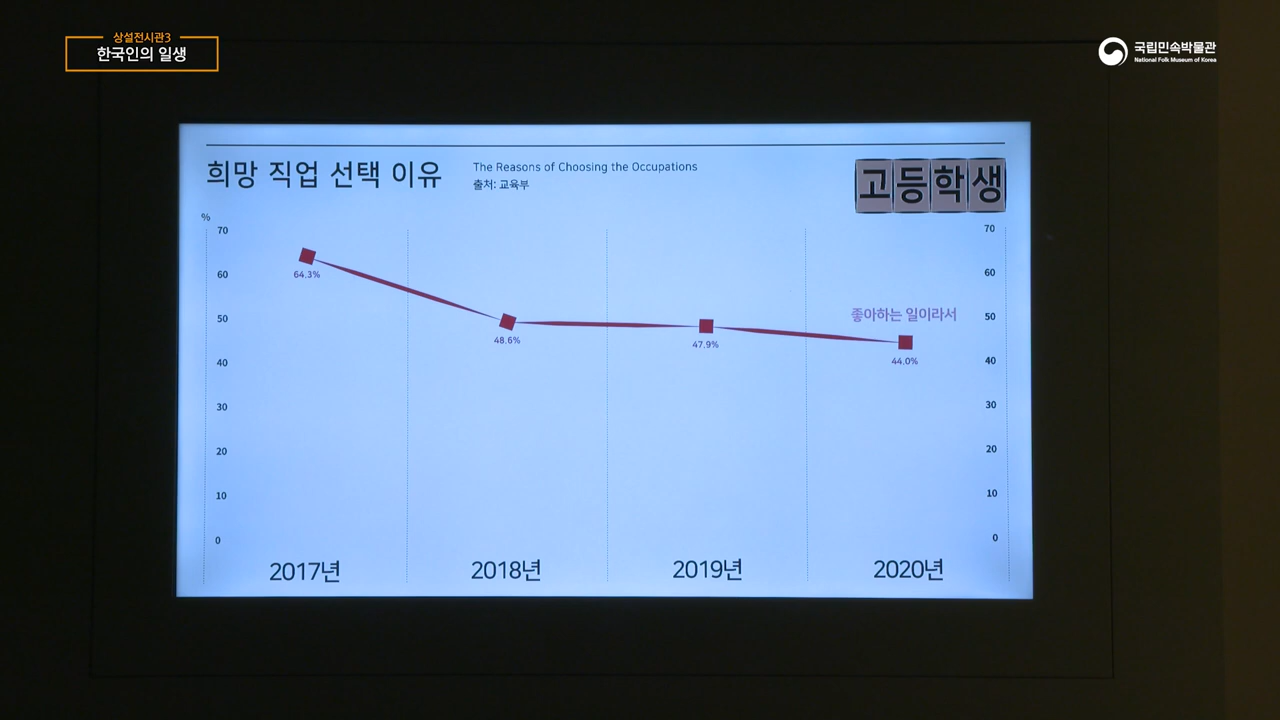 상설전시관3
한국인의 일생
국립민속박물관
National Folk Museum of Korea
희망 직업 선택 이유
The Reasons of Choosing the Occupations
출처: 교육부
고등학생
%
70
60
50
40
30
20
10
0
64.3%
48.6%
47.9%
44.0%
좋아하는 일이라서
70
60
50
40
30
20
10
0
2017년 2018년 2019년 2020년